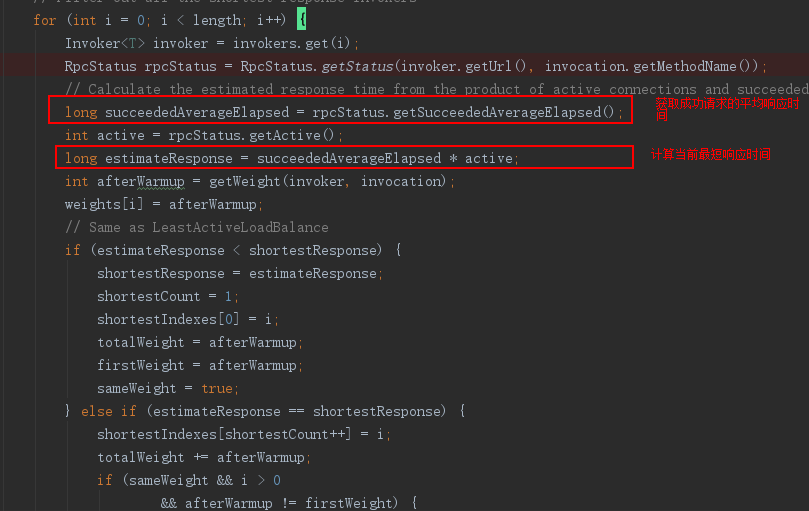 // Filter out all the shortest response invokers
for (int i = 0; i < length; i++) {
Invoker<T> invoker = invokers.get(i);
RpcStatus rpcStatus = RpcStatus.getStatus(invoker.getUrl(), invocation.getMethodName());
// Calculate the estimated response time from the product of active connections and succeeded
long succeededAverageElapsed = rpcStatus.getSucceededAverageElapsed();
获取成功请求的平均响应时
间
int active = rpcStatus.getActive();
long estimateResponse = succeededAverageElapsed * active;
计算当前最短响应时间
int afterWarmup = getWeight(invoker, invocation);
weights[i] = afterWarmup;
// Same as LeastActiveLoadBalance
if (estimateResponse < shortestResponse) {
shortestResponse = estimateResponse;
shortestCount = 1;
shortestIndexes[0] = i;
totalWeight = afterWarmup;
firstWeight = afterWarmup;
sameWeight = true;
} else if (estimateResponse == shortestResponse) {
shortestIndexes[shortestCount++] = i;
totalWeight += afterWarmup;
if (sameWeight && i > 0
&& afterWarmup != firstWeight) {